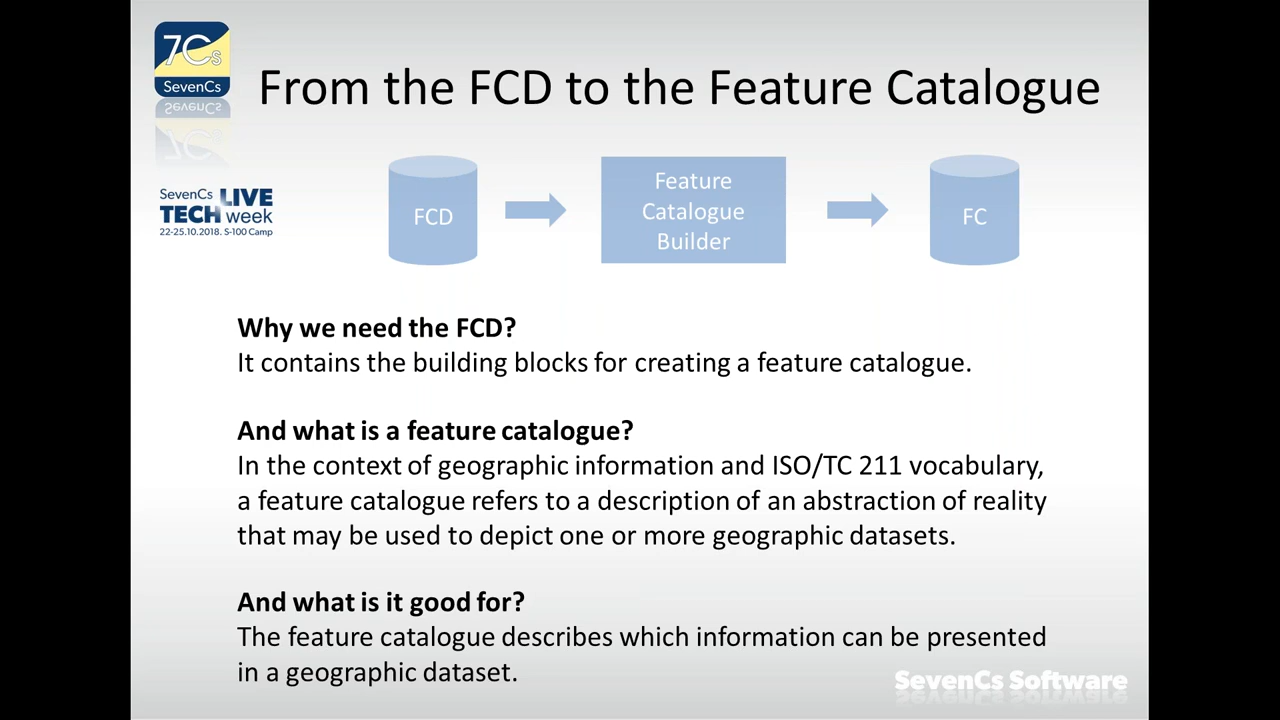 7Cs
SevenCs
From the FCD to the Feature Catalogue
SevenCs LIVE
TECH week
22-25.10.2018. S-100 Camp
FCD
Feature
Catalogue
Builder
FC
Why we need the FCD?
It contains the building blocks for creating a feature catalogue.
And what is a feature catalogue?
In the context of geographic information and ISO/TC 211 vocabulary,
a feature catalogue refers to a description of an abstraction of reality
that may be used to depict one or more geographic datasets.
And what is it good for?
The feature catalogue describes which information can be presented
in a geographic dataset.
SevenCs Software